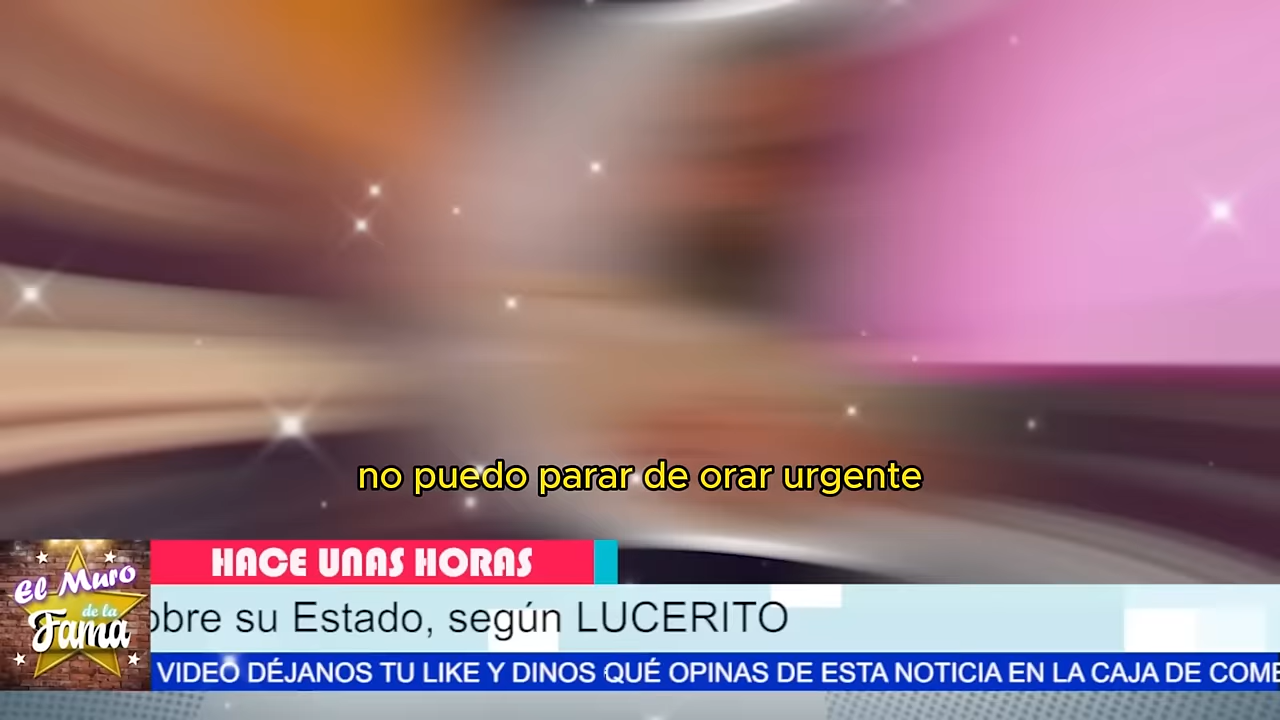 no puedo parar de orar urgente
HACE UNAS HORAS
El Muro
de la
Fama
obre su Estado, según LUCERITO
VIDEO DÉJANOS TU LIKE Y DINOS QUÉ OPINAS DE ESTA NOTICIA EN LA CAJA DE COME